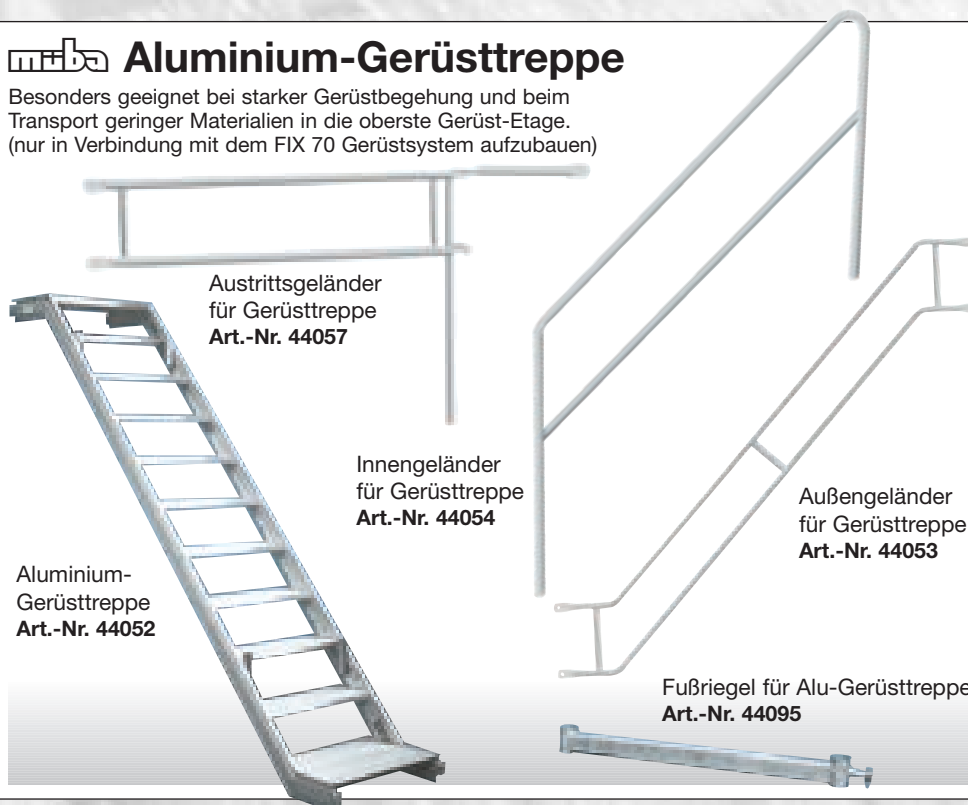 müba Aluminium-Gerüsttreppe
Besonders geeignet bei starker Gerüstbegehung und beim
Transport geringer Materialien in die oberste Gerüst-Etage.
(nur in Verbindung mit dem FIX 70 Gerüstsystem aufzubauen)
Austrittsgeländer
für Gerüsttreppe
Art.-Nr. 44057
Innengeländer
für Gerüsttreppe
Art.-Nr. 44054
Außengeländer
für Gerüsttreppe
Art.-Nr. 44053
Aluminium-
Gerüsttreppe
Art.-Nr. 44052
Fußriegel für Alu-Gerüsttreppe
Art.-Nr. 44095